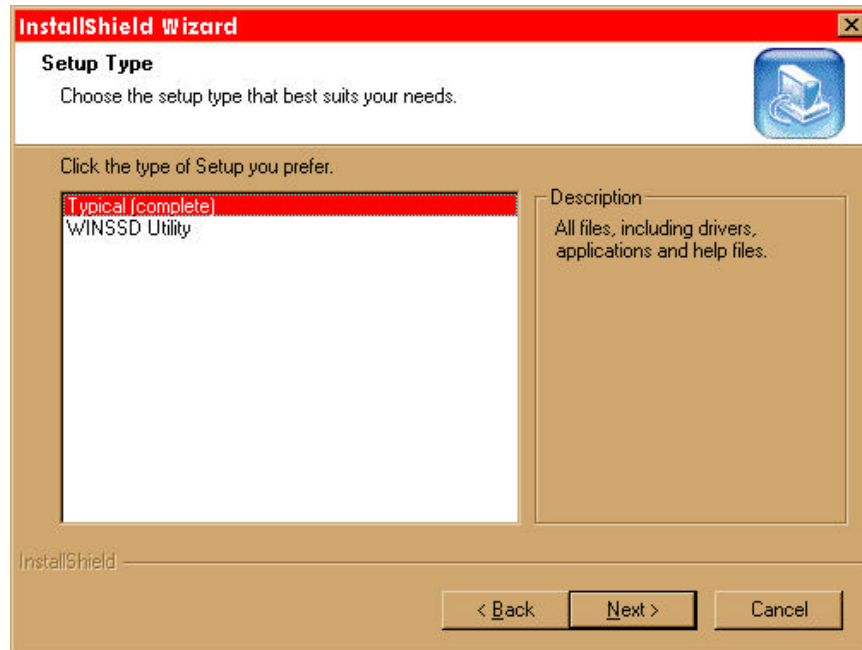 InstallShield Wizard
Setup Type
Choose the setup type that best suits your needs.
Click the type of Setup you prefer.
Typical (complete)
WINSSD Utility
Description
All files, including drivers,
applications and help files.
InstallShield
< Back
Next >
Cancel